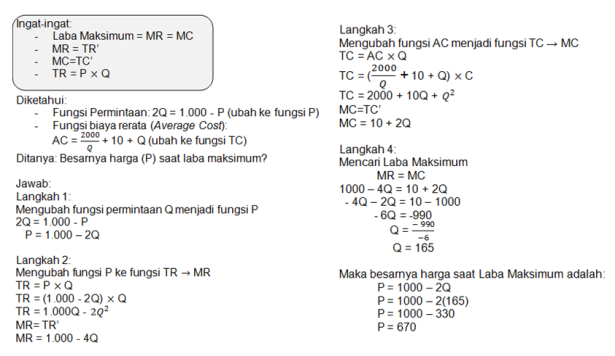 Ingat-ingat:
- Laba Maksimum = MR = MC
- MR = TR'
- MC=TC'
- TR = P × Q
Diketahui:
- Fungsi Permintaan: 2Q = 1.000 - P (ubah ke fungsi P)
- Fungsi biaya rerata (Average Cost):
AC = 2000/Q + 10 + Q (ubah ke fungsi TC)
Ditanya: Besarnya harga (P) saat laba maksimum?
Jawab:
Langkah 1:
Mengubah fungsi permintaan Q menjadi fungsi P
2Q = 1.000 - P
P = 1.000 – 2Q
Langkah 2:
Mengubah fungsi P ke fungsi TR → MR
TR = P × Q
TR = (1.000 - 2Q) × Q
TR = 1.000Q - 2Q²
MR= TR'
MR = 1.000 - 4Q
Langkah 3:
Mengubah fungsi AC menjadi fungsi TC → MC
TC = AC × Q
TC = (2000/Q + 10 + Q) × C
TC = 2000 + 10Q + Q²
MC=TC'
MC = 10 + 2Q
Langkah 4:
Mencari Laba Maksimum
MR = MC
1000 – 4Q = 10 + 2Q
- 4Q – 2Q = 10 – 1000
- 6Q = -990
Q = – 990/–6
Q = 165
Maka besarnya harga saat Laba Maksimum adalah:
P = 1000 – 2Q
P = 1000 – 2(165)
P = 1000 – 330
P = 670